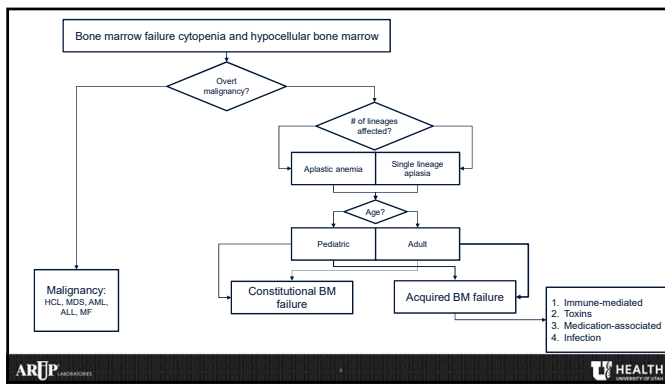 Bone marrow failure cytopenia and hypocellular bone marrow
Overt
malignancy?
# of lineages
affected?
Aplastic anemia
Single lineage
aplasia
Age?
Pediatric
Adult
Malignancy:
HCL, MDS, AML,
ALL, MF
Constitutional BM
failure
Acquired BM failure
1. Immune-mediated
2. Toxins
3. Medication-associated
4. Infection
ARUP LABORATORIES
U HEALTH
UNIVERSITY OF UTAH